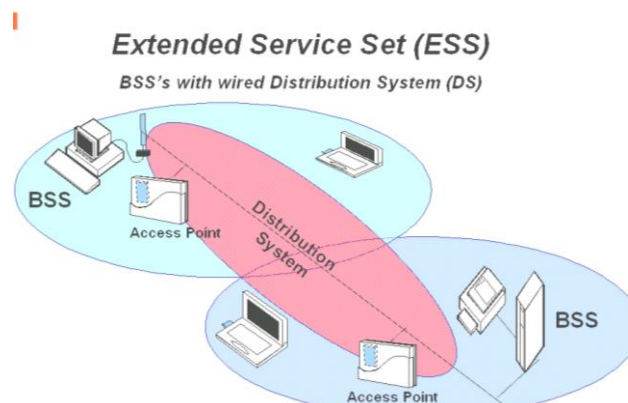 Extended Service Set (ESS)
BSS's with wired Distribution System (DS)
BSS
Access Point
Distribution
System
BSS
Access Point